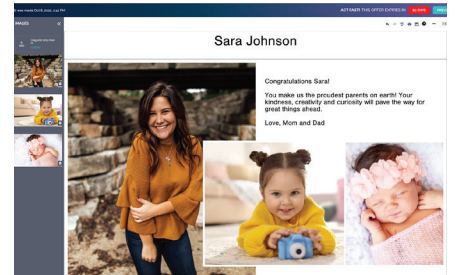 ACT FAST! THIS OFFER EXPIRES IN
IMAGES
Sara Johnson
Congratulations Sara!
You make us the proudest parents on earth! Your
kindness, creativity and curiosity will pave the way for
great things ahead.
Love, Mom and Dad